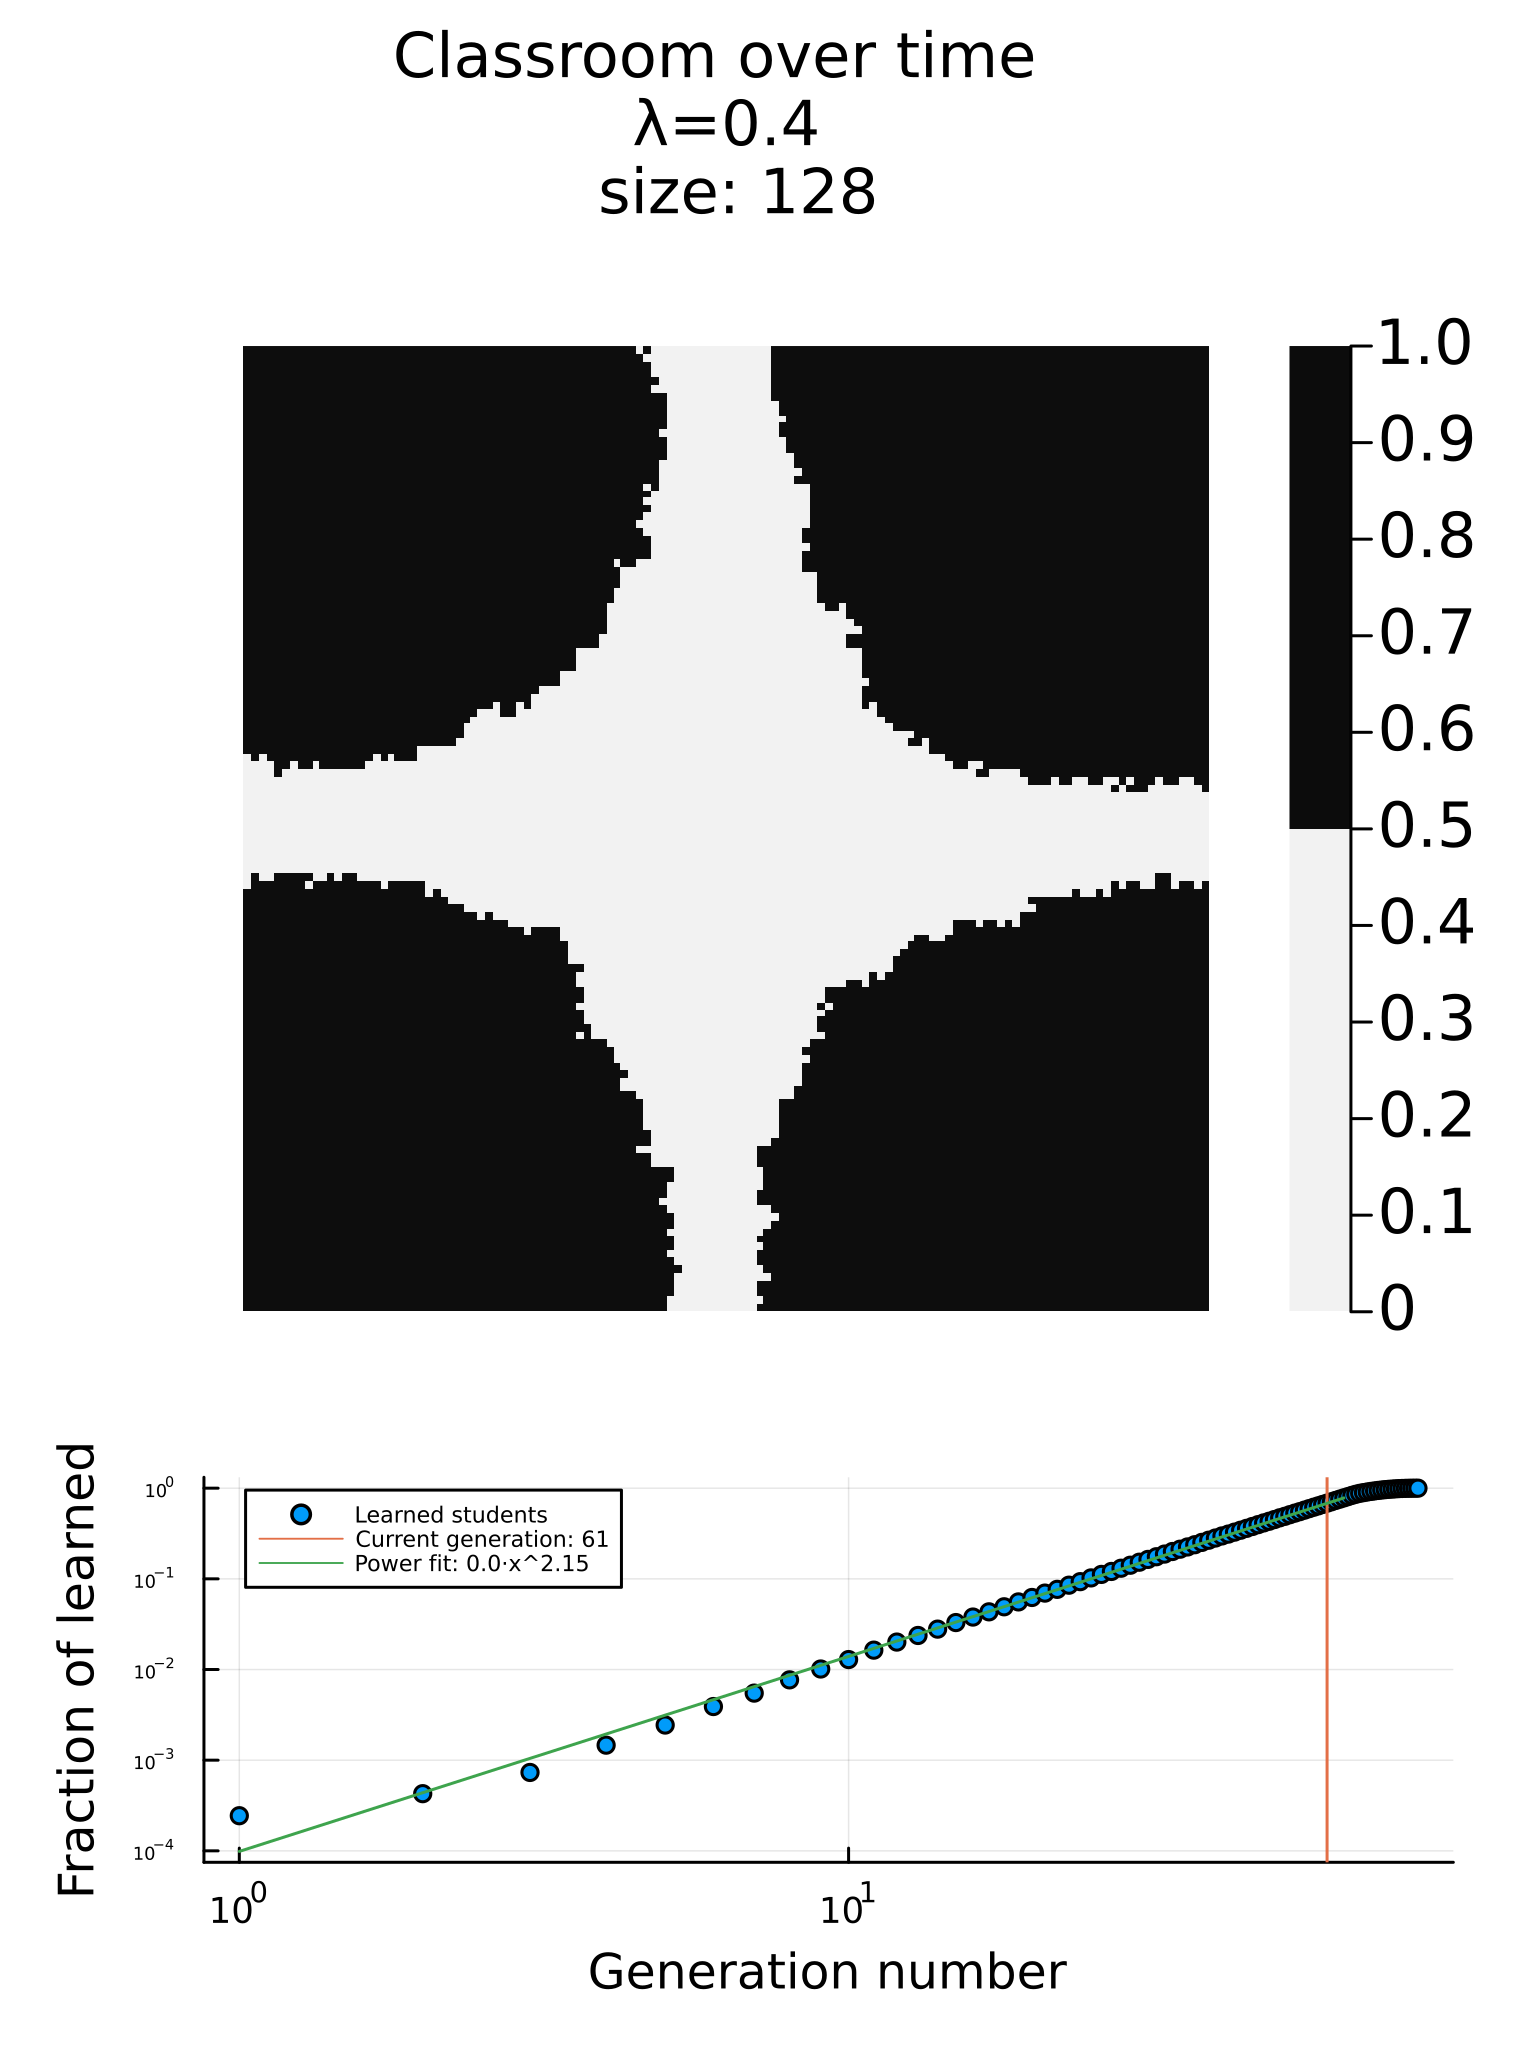 Classroom over time
λ=0.4
size: 128
1.0
0.9
0.8
0.7
0.6
0.5
0.4
0.3
0.2
0.1
0
Fraction of learned
10^0
10^-1
10^-2
10^-3
10^-4
Learned students
Current generation: 61
Power fit: 0.0·x^2.15
10^0 10^1
Generation number